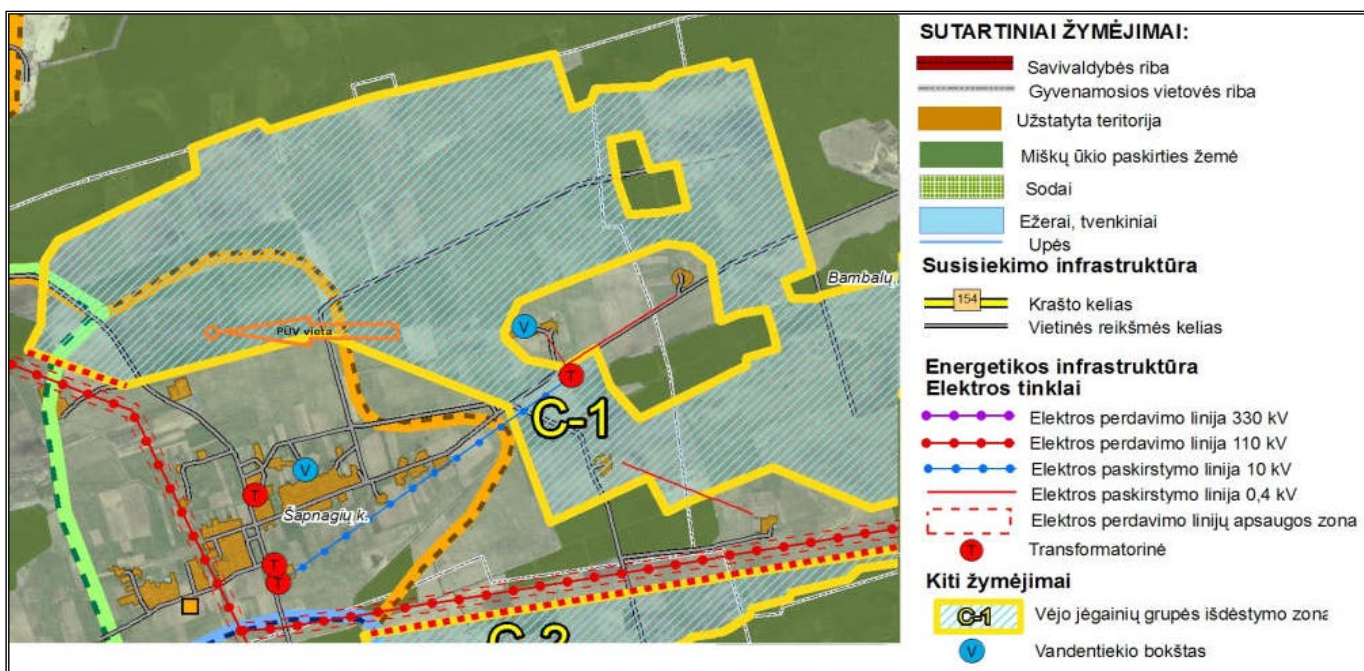 PŪV vieta
Bambalų
V
T
C-1
V
T
Šapnagių k.
T
T
C-2
SUTARTINIAI ŽYMĖJIMAI:
Savivaldybės riba
Gyvenamosios vietovės riba
Užstatyta teritorija
Miškų ūkio paskirties žemė
Sodai
Ežerai, tvenkiniai
Upės
Susisiekimo infrastruktūra
154 Krašto kelias
Vietinės reikšmės kelias
Energetikos infrastruktūra
Elektros tinklai
Elektros perdavimo linija 330 kV
Elektros perdavimo linija 110 kV
Elektros paskirstymo linija 10 kV
Elektros paskirstymo linija 0,4 kV
Elektros perdavimo linijų apsaugos zona
T Transformatorinė
Kiti žymėjimai
C-1 Vėjo jėgainių grupės išdėstymo zona
V Vandentiekio bokštas